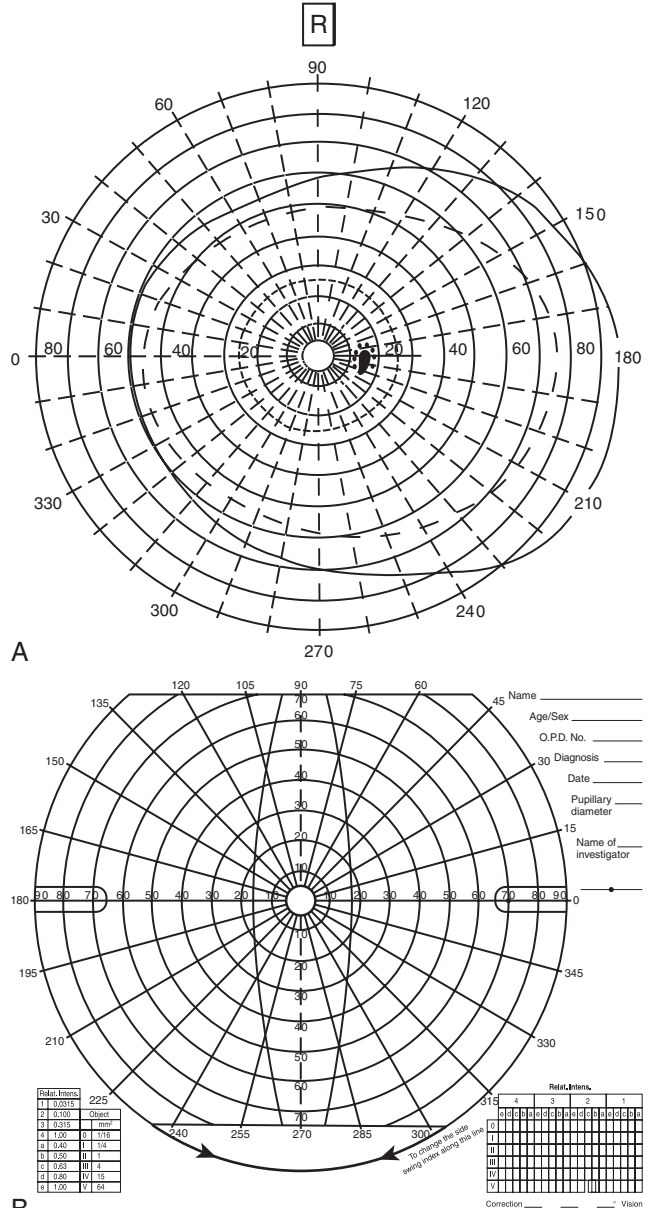 R
90
60 120
30 150
0 80 60 40 20 20 40 60 80 180
330 210
300 240
270
A
120 105 90 75 60
135 70 45
60
150 50 30
40
165 30 15
20
10
180 90 80 70 60 50 40 30 20 10 10 20 30 40 50 60 70 80 90 0
10
195 20 345
30
210 40 330
50
60
225 70 315
240 255 270 285 300
To change the side
swing index along this line
Name
Age/Sex
O.P.D. No.
Diagnosis
Date
Pupillary
diameter
Name of
investigator
Relat. Intens.
1 0.0315
2 0.100 Object
3 0.315 mm²
4 1.00 0 1/16
a 0.40 I 1/4
b 0.50 II 1
c 0.63 III 4
d 0.80 IV 15
e 1.00 V 64
Relat. Intens.
4 3 2 1
e d c b a e d c b a e d c b a e d c b a
0
I
II
III
IV
V
Correction ° Vision
B